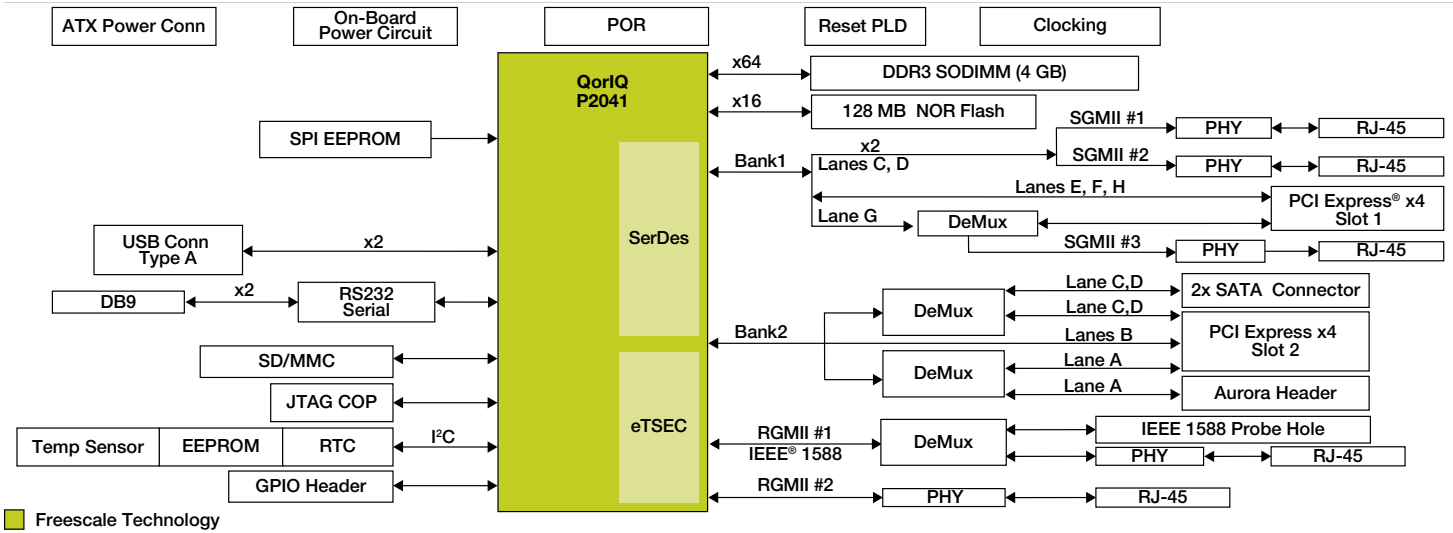 ATX Power Conn
On-Board
Power Circuit
POR
Reset PLD
Clocking
QorIQ
P2041
x64
DDR3 SODIMM (4 GB)
x16
128 MB NOR Flash
SPI EEPROM
SGMII #1
PHY
RJ-45
Bank1
x2
Lanes C, D
SGMII #2
PHY
RJ-45
Lanes E, F, H
PCI Express® x4
Slot 1
Lane G
DeMux
SerDes
USB Conn
Type A
x2
SGMII #3
PHY
RJ-45
DB9
x2
RS232
Serial
DeMux
Lane C,D
2x SATA Connector
Lane C,D
Bank2
Lanes B
PCI Express x4
Slot 2
SD/MMC
DeMux
Lane A
Lane A
Aurora Header
JTAG COP
eTSEC
RGMII #1
IEEE® 1588
DeMux
IEEE 1588 Probe Hole
PHY
RJ-45
Temp Sensor
EEPROM
RTC
I²C
GPIO Header
RGMII #2
PHY
RJ-45
Freescale Technology